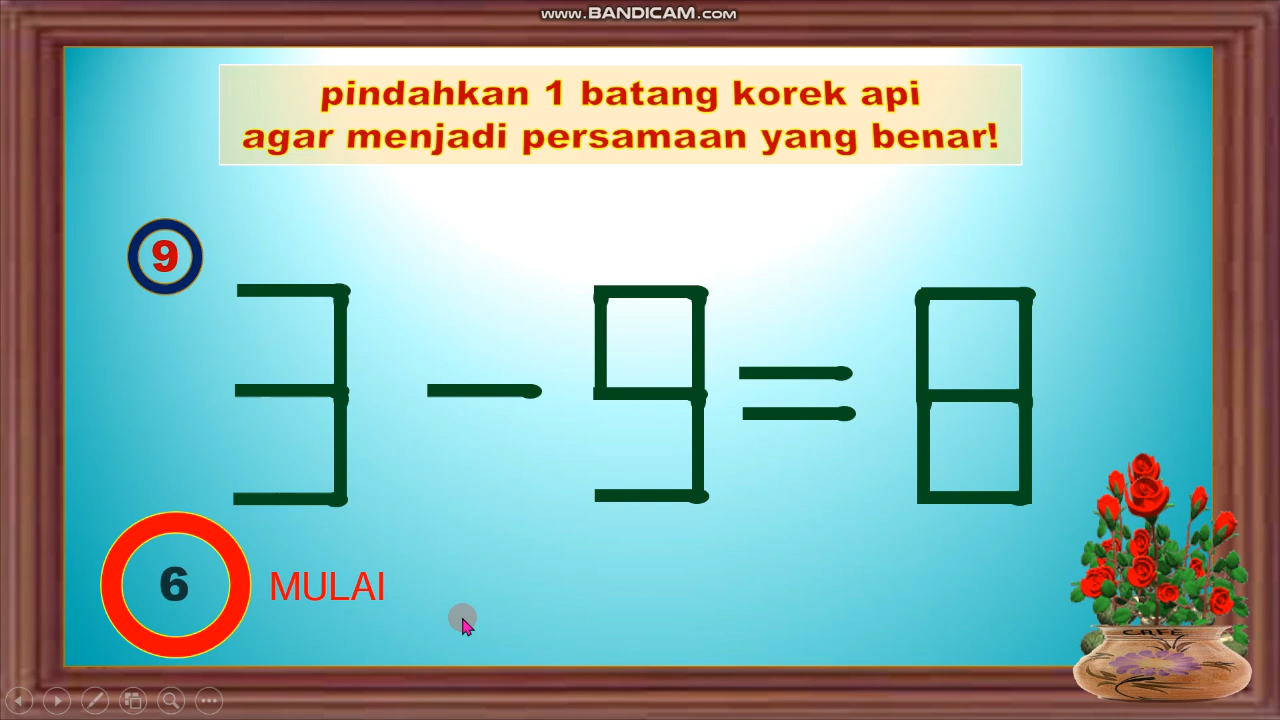 www.BANDICAM.com
pindahkan 1 batang korek api
agar menjadi persamaan yang benar!
9
3 - 9 = 8
6 MULAI
CAFE